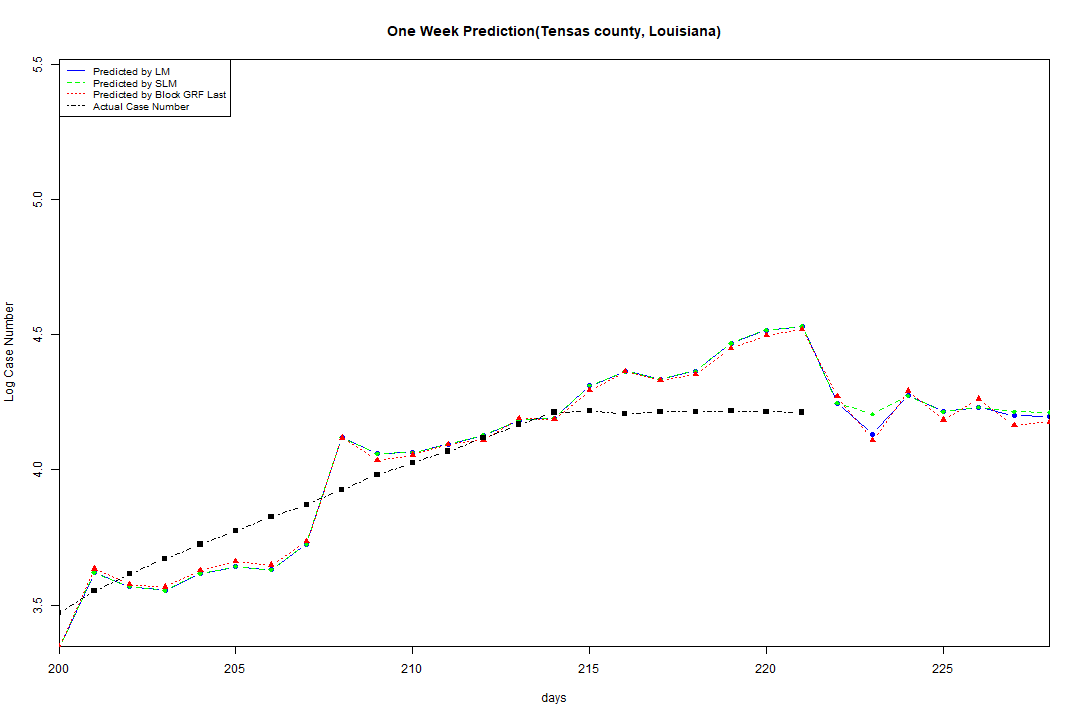 One Week Prediction(Tensas county, Louisiana)
Predicted by LM
Predicted by SLM
Predicted by Block GRF Last
Actual Case Number
5.5
5.0
4.5
4.0
3.5
Log Case Number
200 205 210 215 220 225
days